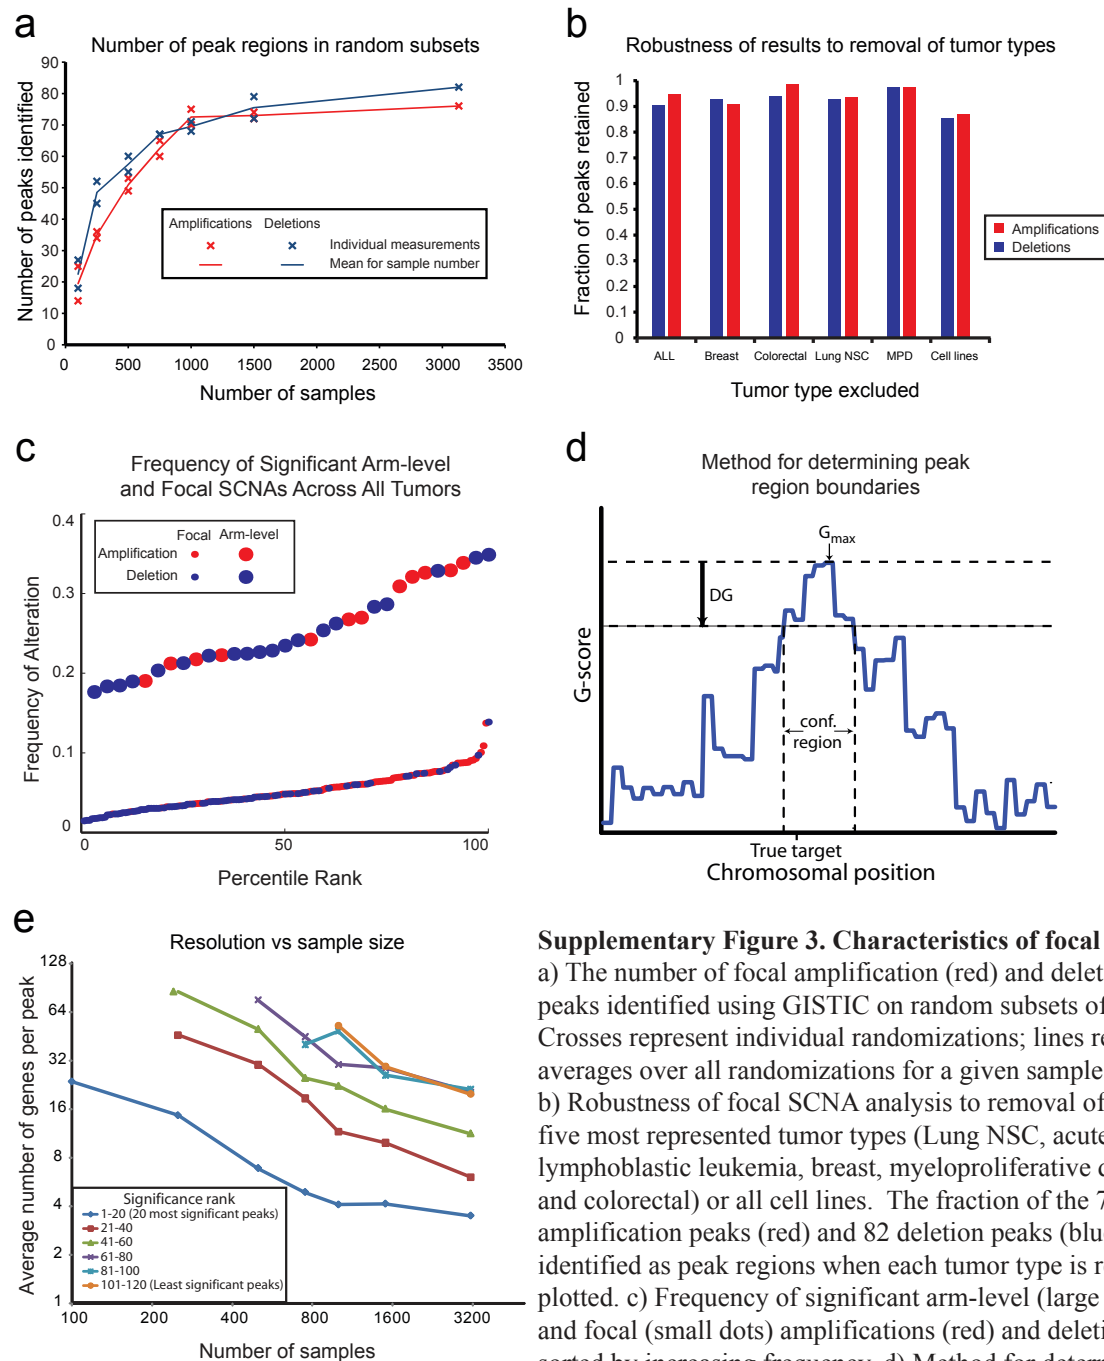 a
Number of peak regions in random subsets
90
80
70
60
50
40
30
20
10
0
Number of peaks identified
Amplifications Deletions
Individual measurements
Mean for sample number
0 500 1000 1500 2000 2500 3000 3500
Number of samples
b
Robustness of results to removal of tumor types
1
0.9
0.8
0.7
0.6
0.5
0.4
0.3
0.2
0.1
0
Fraction of peaks retained
Amplifications
Deletions
ALL Breast Colorectal Lung NSC MPD Cell lines
Tumor type excluded
c
Frequency of Significant Arm-level
and Focal SCNAs Across All Tumors
0.4
0.3
0.2
0.1
0
Frequency of Alteration
Focal Arm-level
Amplification
Deletion
0 50 100
Percentile Rank
d
Method for determining peak
region boundaries
Gmax
DG
G-score
conf.
region
True target
Chromosomal position
e
Resolution vs sample size
128
64
32
16
8
4
2
1
Average number of genes per peak
Significance rank
1-20 (20 most significant peaks)
21-40
41-60
61-80
81-100
101-120 (Least significant peaks)
100 200 400 800 1600 3200
Number of samples
Supplementary Figure 3. Characteristics of focal
a) The number of focal amplification (red) and delet
peaks identified using GISTIC on random subsets of
Crosses represent individual randomizations; lines re
averages over all randomizations for a given sample
b) Robustness of focal SCNA analysis to removal of
five most represented tumor types (Lung NSC, acute
lymphoblastic leukemia, breast, myeloproliferative
and colorectal) or all cell lines. The fraction of the 7
amplification peaks (red) and 82 deletion peaks (blu
identified as peak regions when each tumor type is r
plotted. c) Frequency of significant arm-level (large
and focal (small dots) amplifications (red) and deleti
sorted by increasing frequency. d) Method for determ